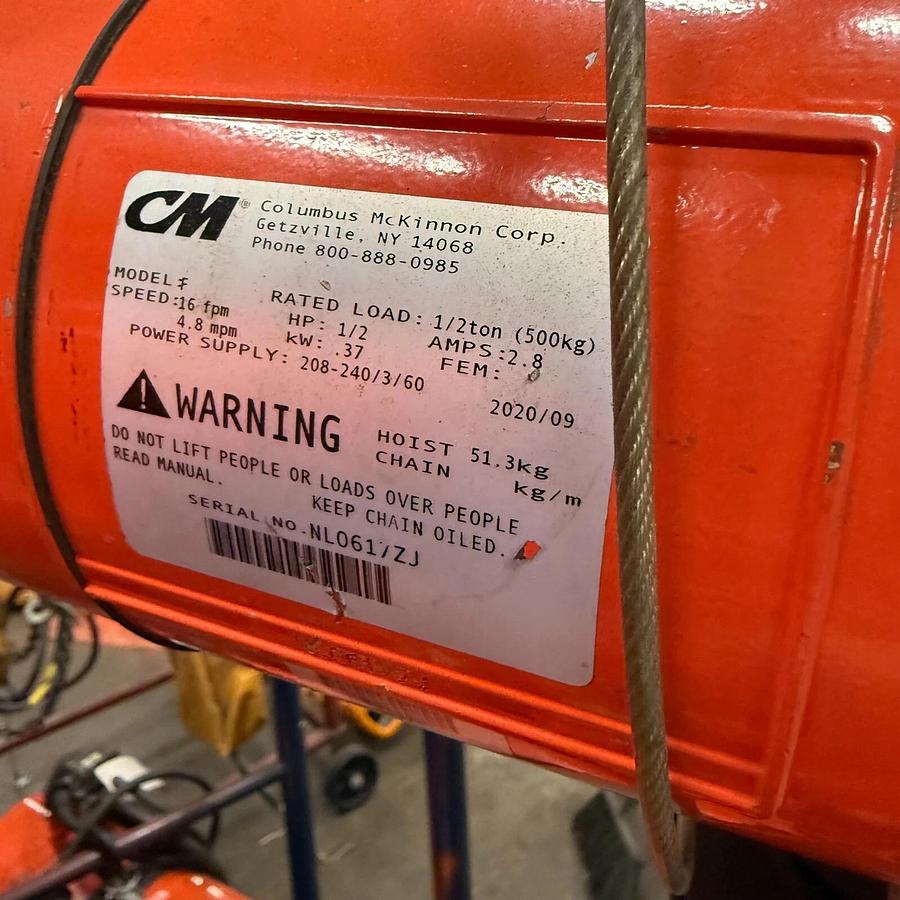 CM® Columbus McKinnon Corp.
Getzville, NY 14068
Phone 800-888-0985
MODEL: F RATED LOAD: 1/2ton (500kg)
SPEED: 16 fpm HP: 1/2 AMPS: 2.8
4.8 mpm kW: .37 FEM:
POWER SUPPLY: 208-240/3/60
2020/09
WARNING
HOIST 51.3kg
CHAIN kg/m
DO NOT LIFT PEOPLE OR LOADS OVER PEOPLE
READ MANUAL. KEEP CHAIN OILED.
SERIAL NO.